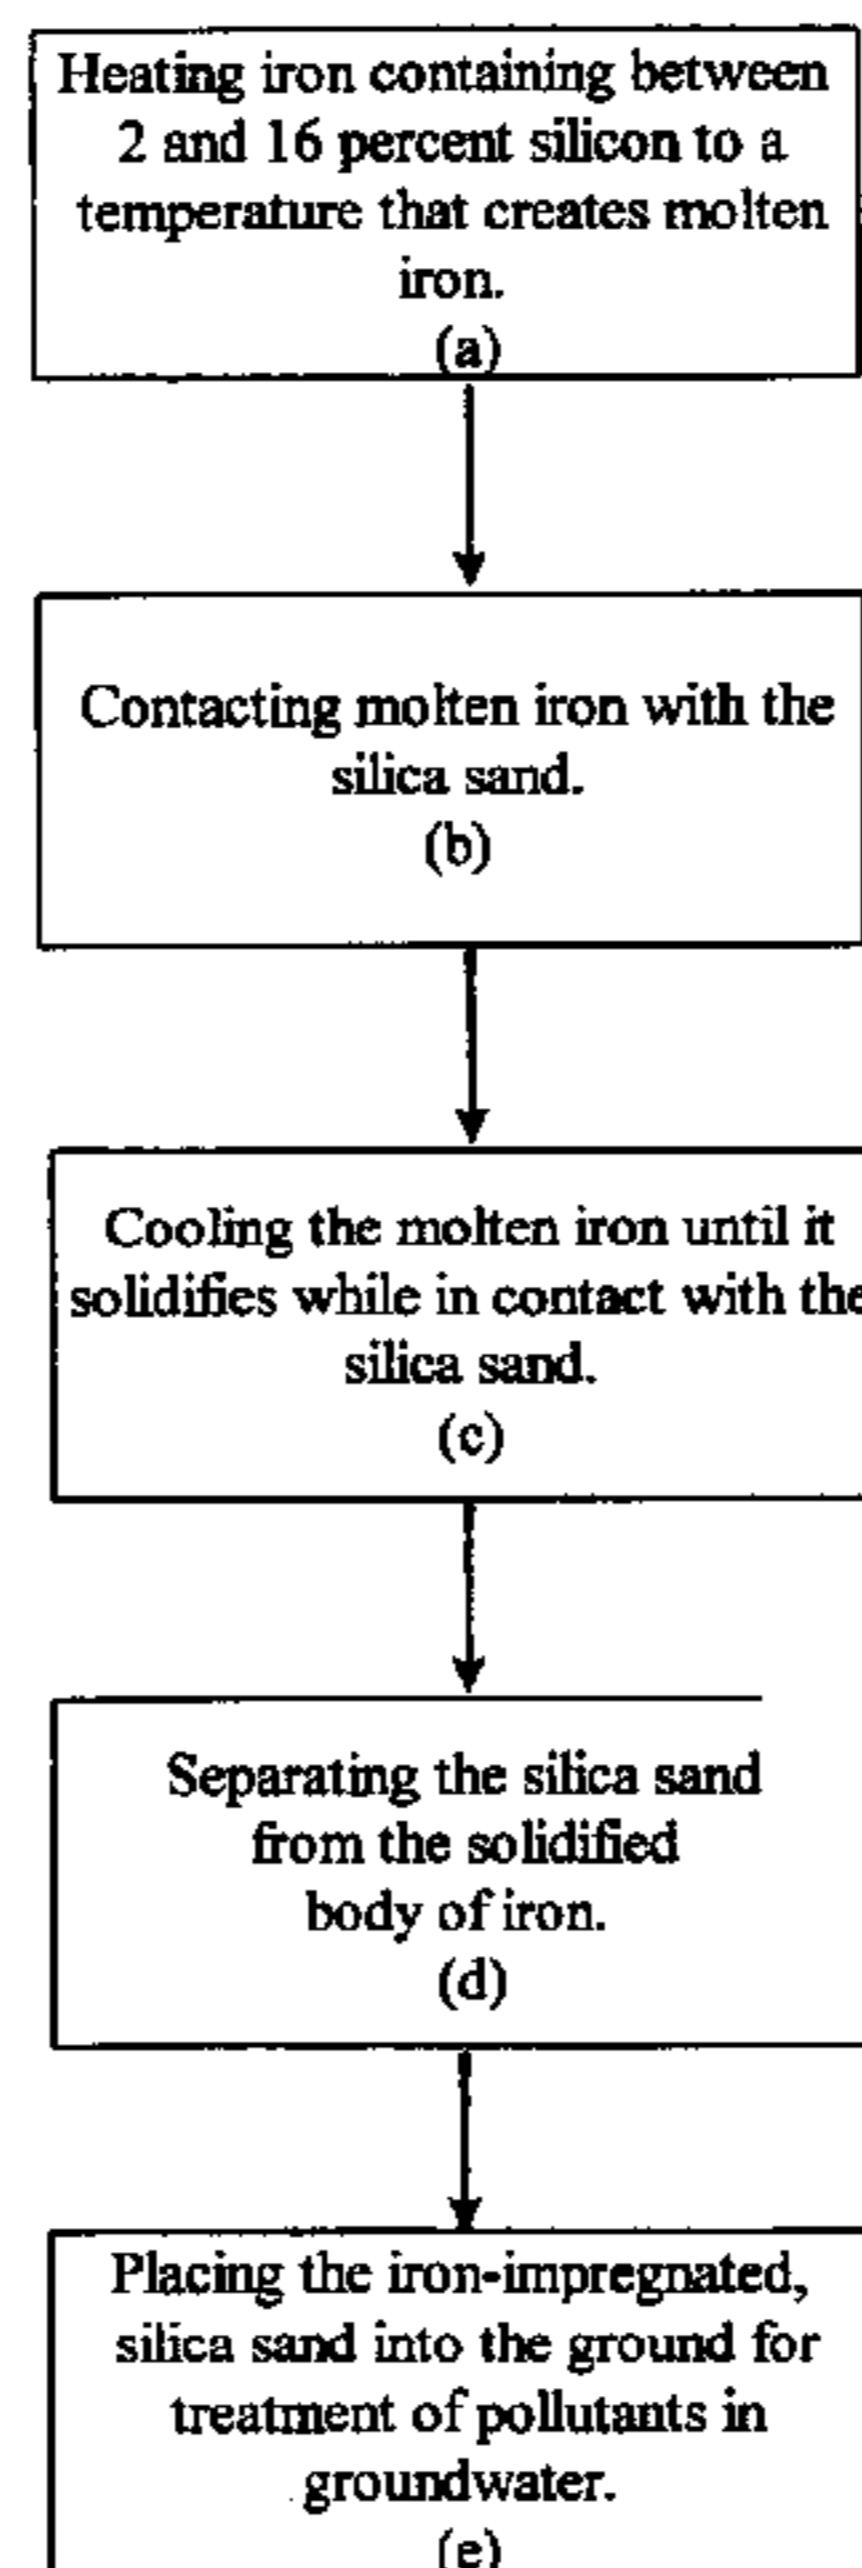 Heating iron containing between
2 and 16 percent silicon to a
temperature that creates molten
iron.
(a)
Contacting molten iron with the
silica sand.
(b)
Cooling the molten iron until it
solidifies while in contact with the
silica sand.
(c)
Separating the silica sand
from the solidified
body of iron.
(d)
Placing the iron-impregnated,
silica sand into the ground for
treatment of pollutants in
groundwater.
(e)